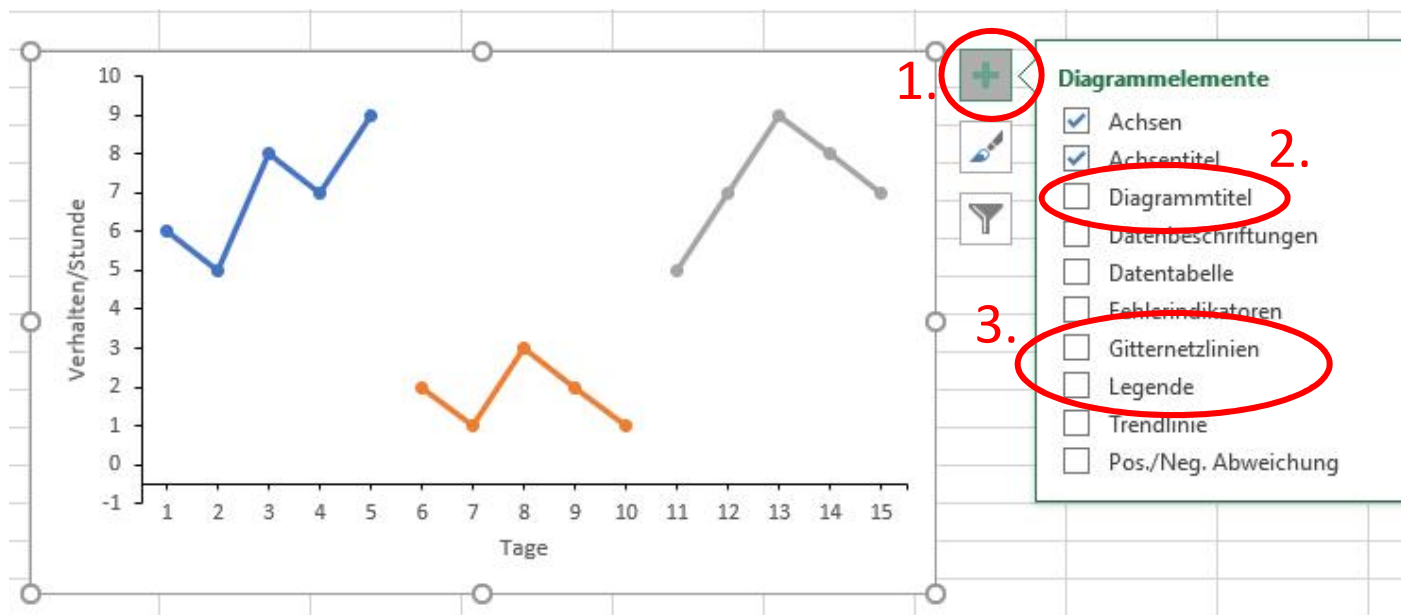 1.
Diagrammelemente
Achsen
Achsentitel
2.
Diagrammtitel
Datenbeschriftungen
Datentabelle
Fehlerindikatoren
3.
Gitternetzlinien
Legende
Trendlinie
Pos./Neg. Abweichung
Verhalten/Stunde
10
9
8
7
6
5
4
3
2
1
0
-1
1 2 3 4 5 6 7 8 9 10 11 12 13 14 15
Tage